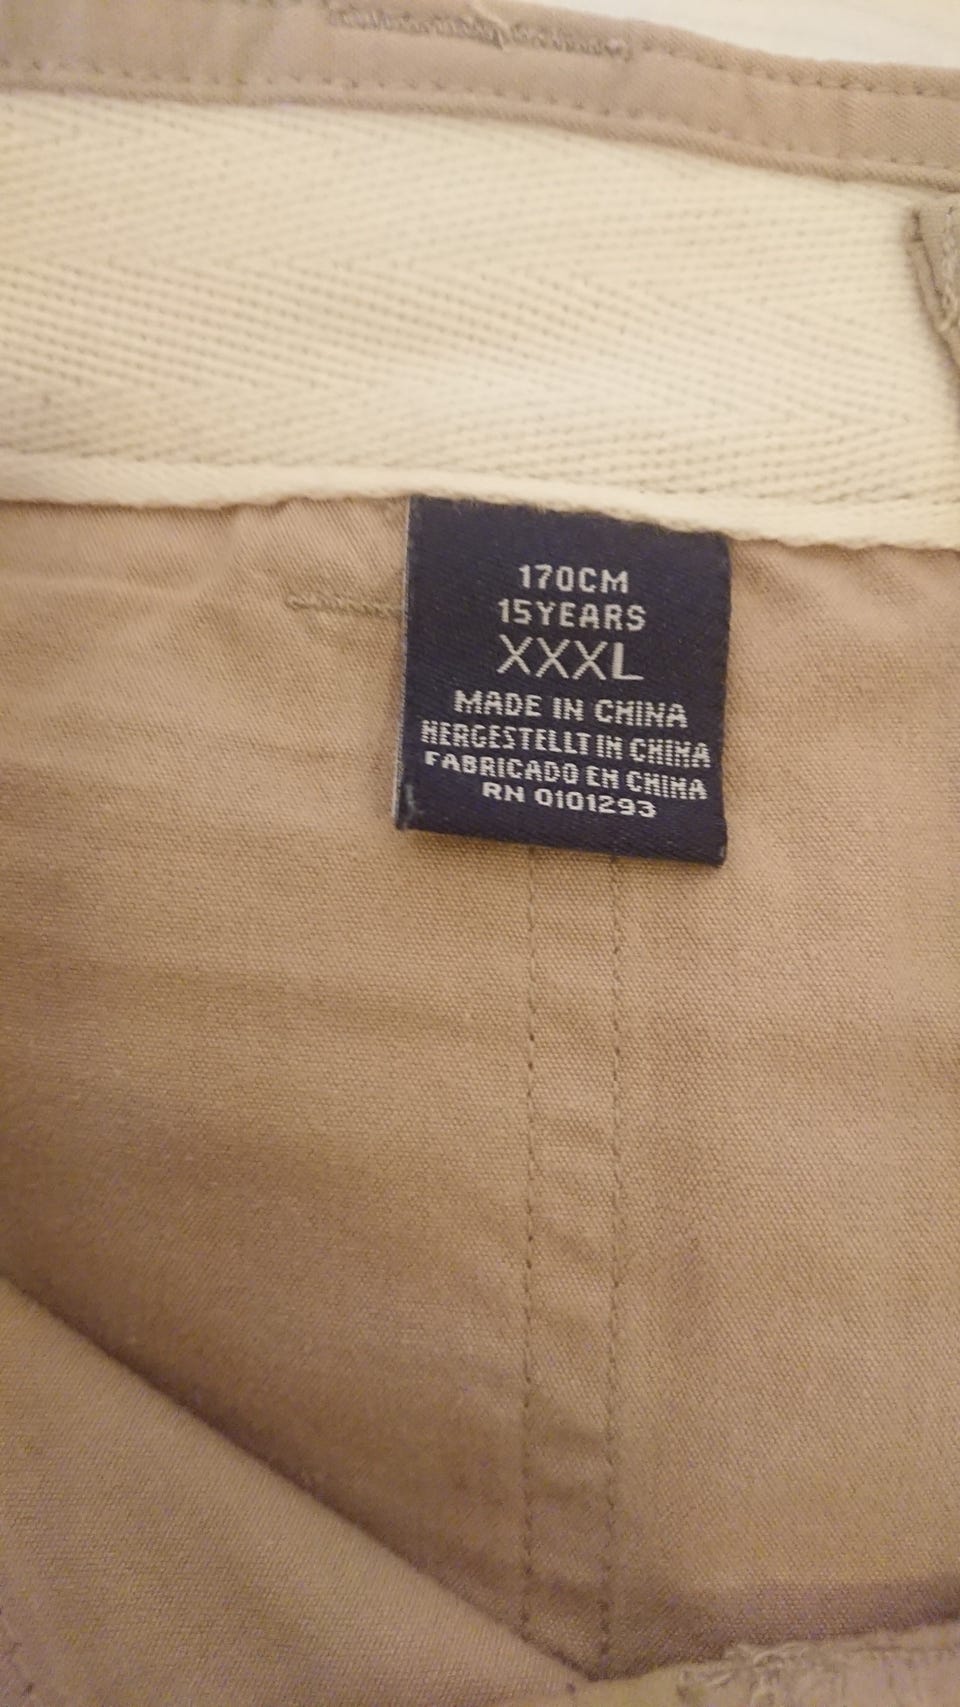 170CM
15YEARS
XXXL
MADE IN CHINA
HERGESTELLT IN CHINA
FABRICADO EN CHINA
RN 0101293